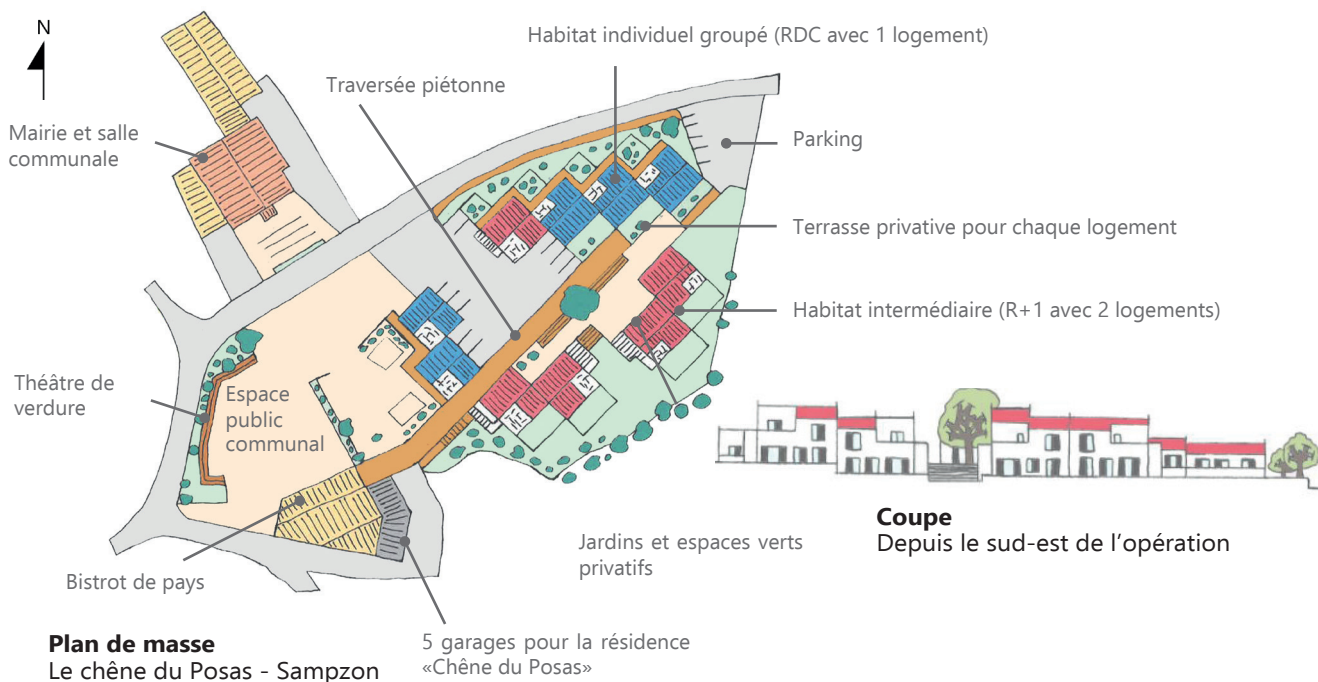 N
Habitat individuel groupé (RDC avec 1 logement)
Traversée piétonne
Mairie et salle
communale
Parking
Terrasse privative pour chaque logement
Habitat intermédiaire (R+1 avec 2 logements)
Théâtre de
verdure
Espace
public
communal
Coupe
Depuis le sud-est de l'opération
Jardins et espaces verts
privatifs
Bistrot de pays
5 garages pour la résidence
«Chêne du Posas»
Plan de masse
Le chêne du Posas - Sampzon